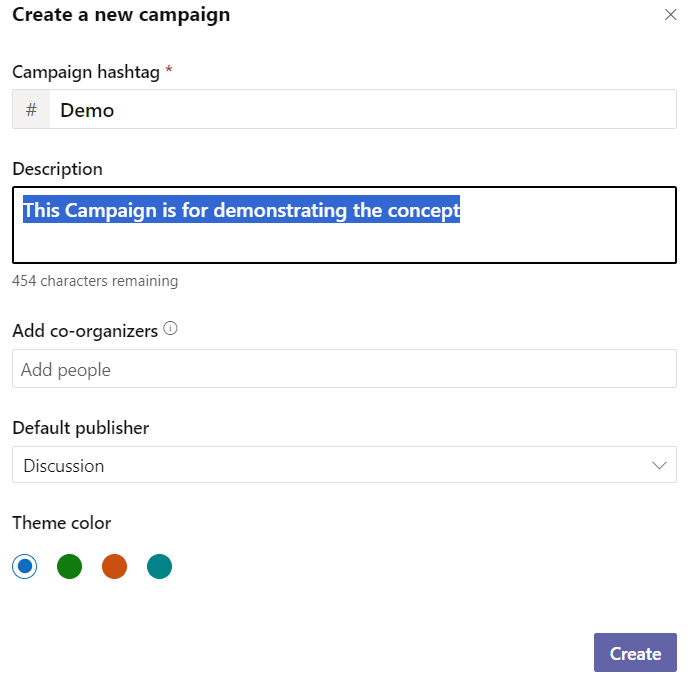 Create a new campaign
Campaign hashtag *
# Demo
Description
This Campaign is for demonstrating the concept
454 characters remaining
Add co-organizers
Add people
Default publisher
Discussion
Theme color
Create